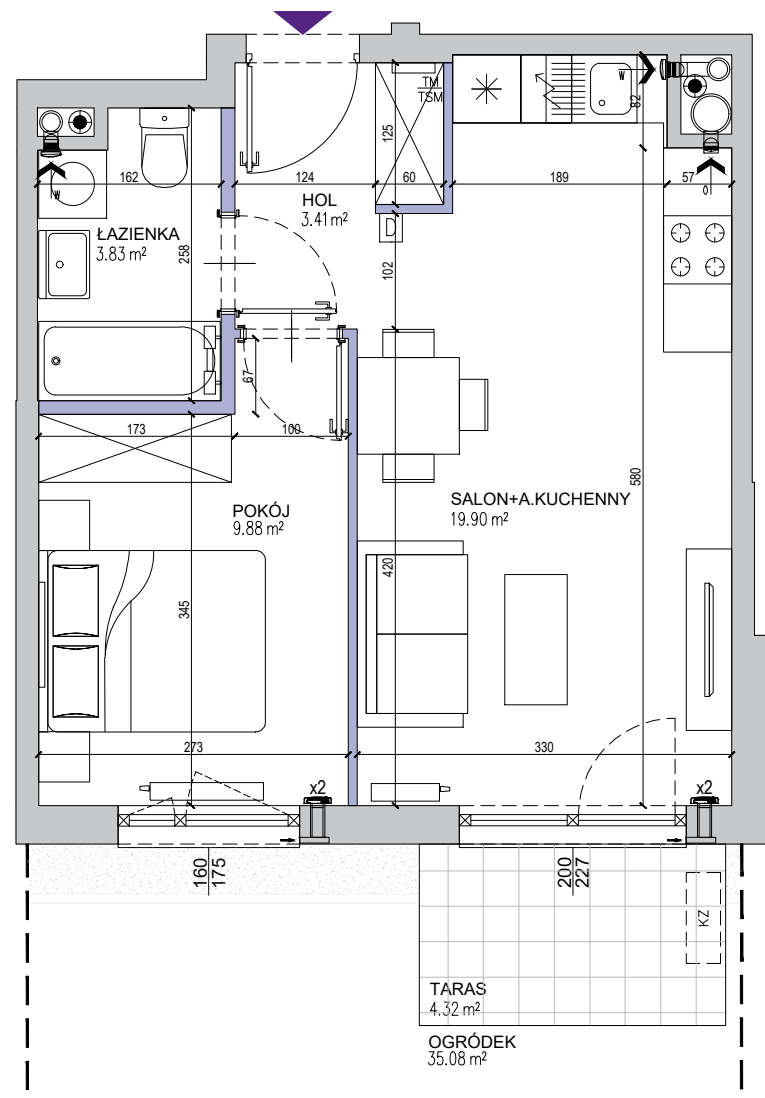 TM
TSM
W
82
125
162
124
60
189
57
W
0
HOL
3.41 m²
ŁAZIENKA
3.83 m²
D
258
102
67
173
100
580
SALON+A.KUCHENNY
19.90 m²
POKÓJ
9.88 m²
420
345
273
330
x2
x2
160
175
200
227
KZ
TARAS
4.32 m²
OGRÓDEK
35.08 m²